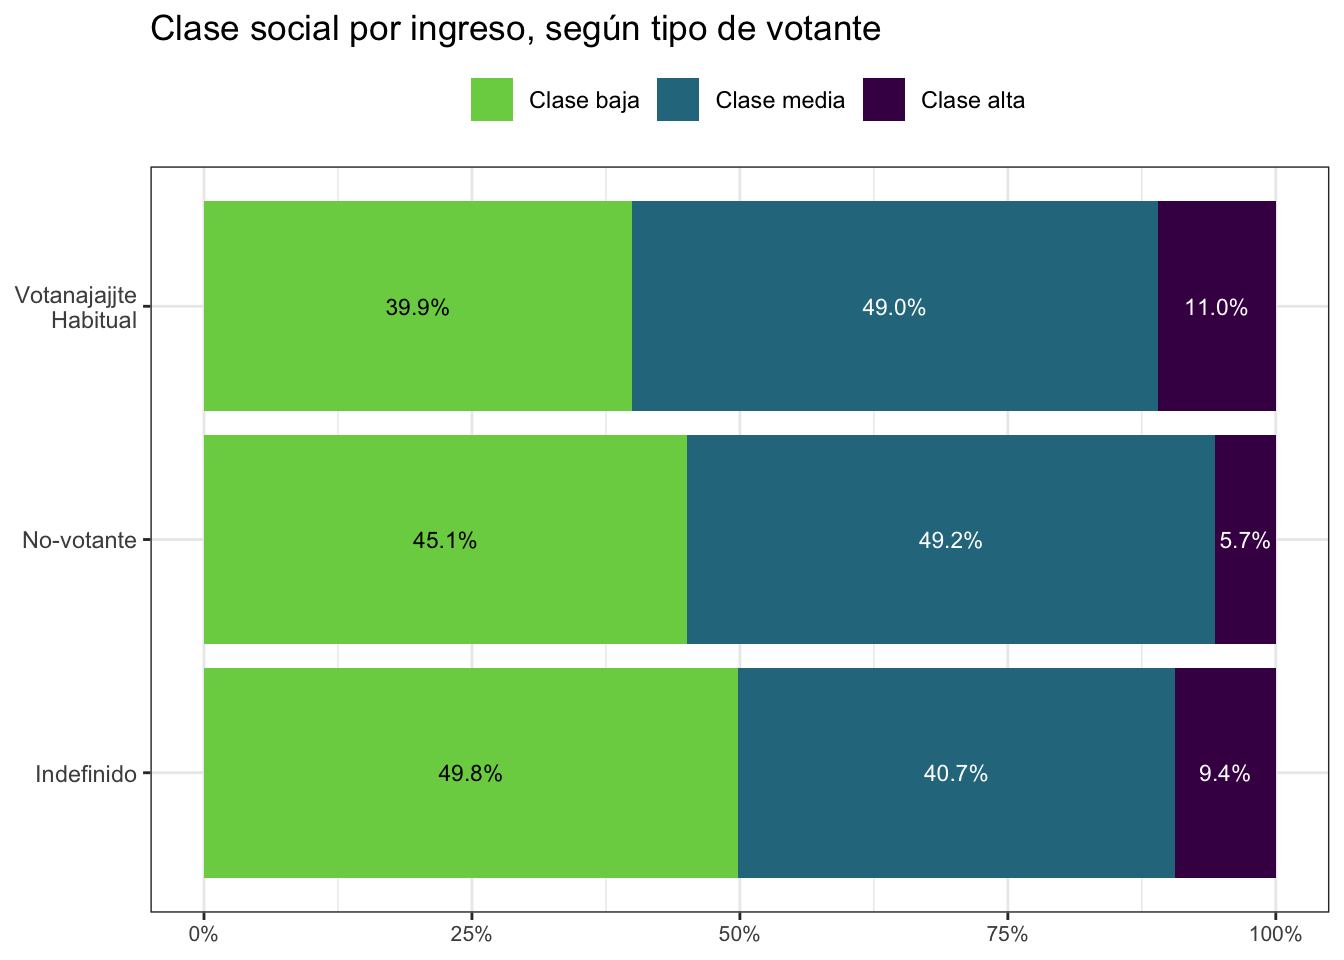 Clase social por ingreso, según tipo de votante
Clase baja Clase media Clase alta
Votanajajjte
Habitual
39.9% 49.0% 11.0%
No-votante 45.1% 49.2% 5.7%
Indefinido 49.8% 40.7% 9.4%
0% 25% 50% 75% 100%